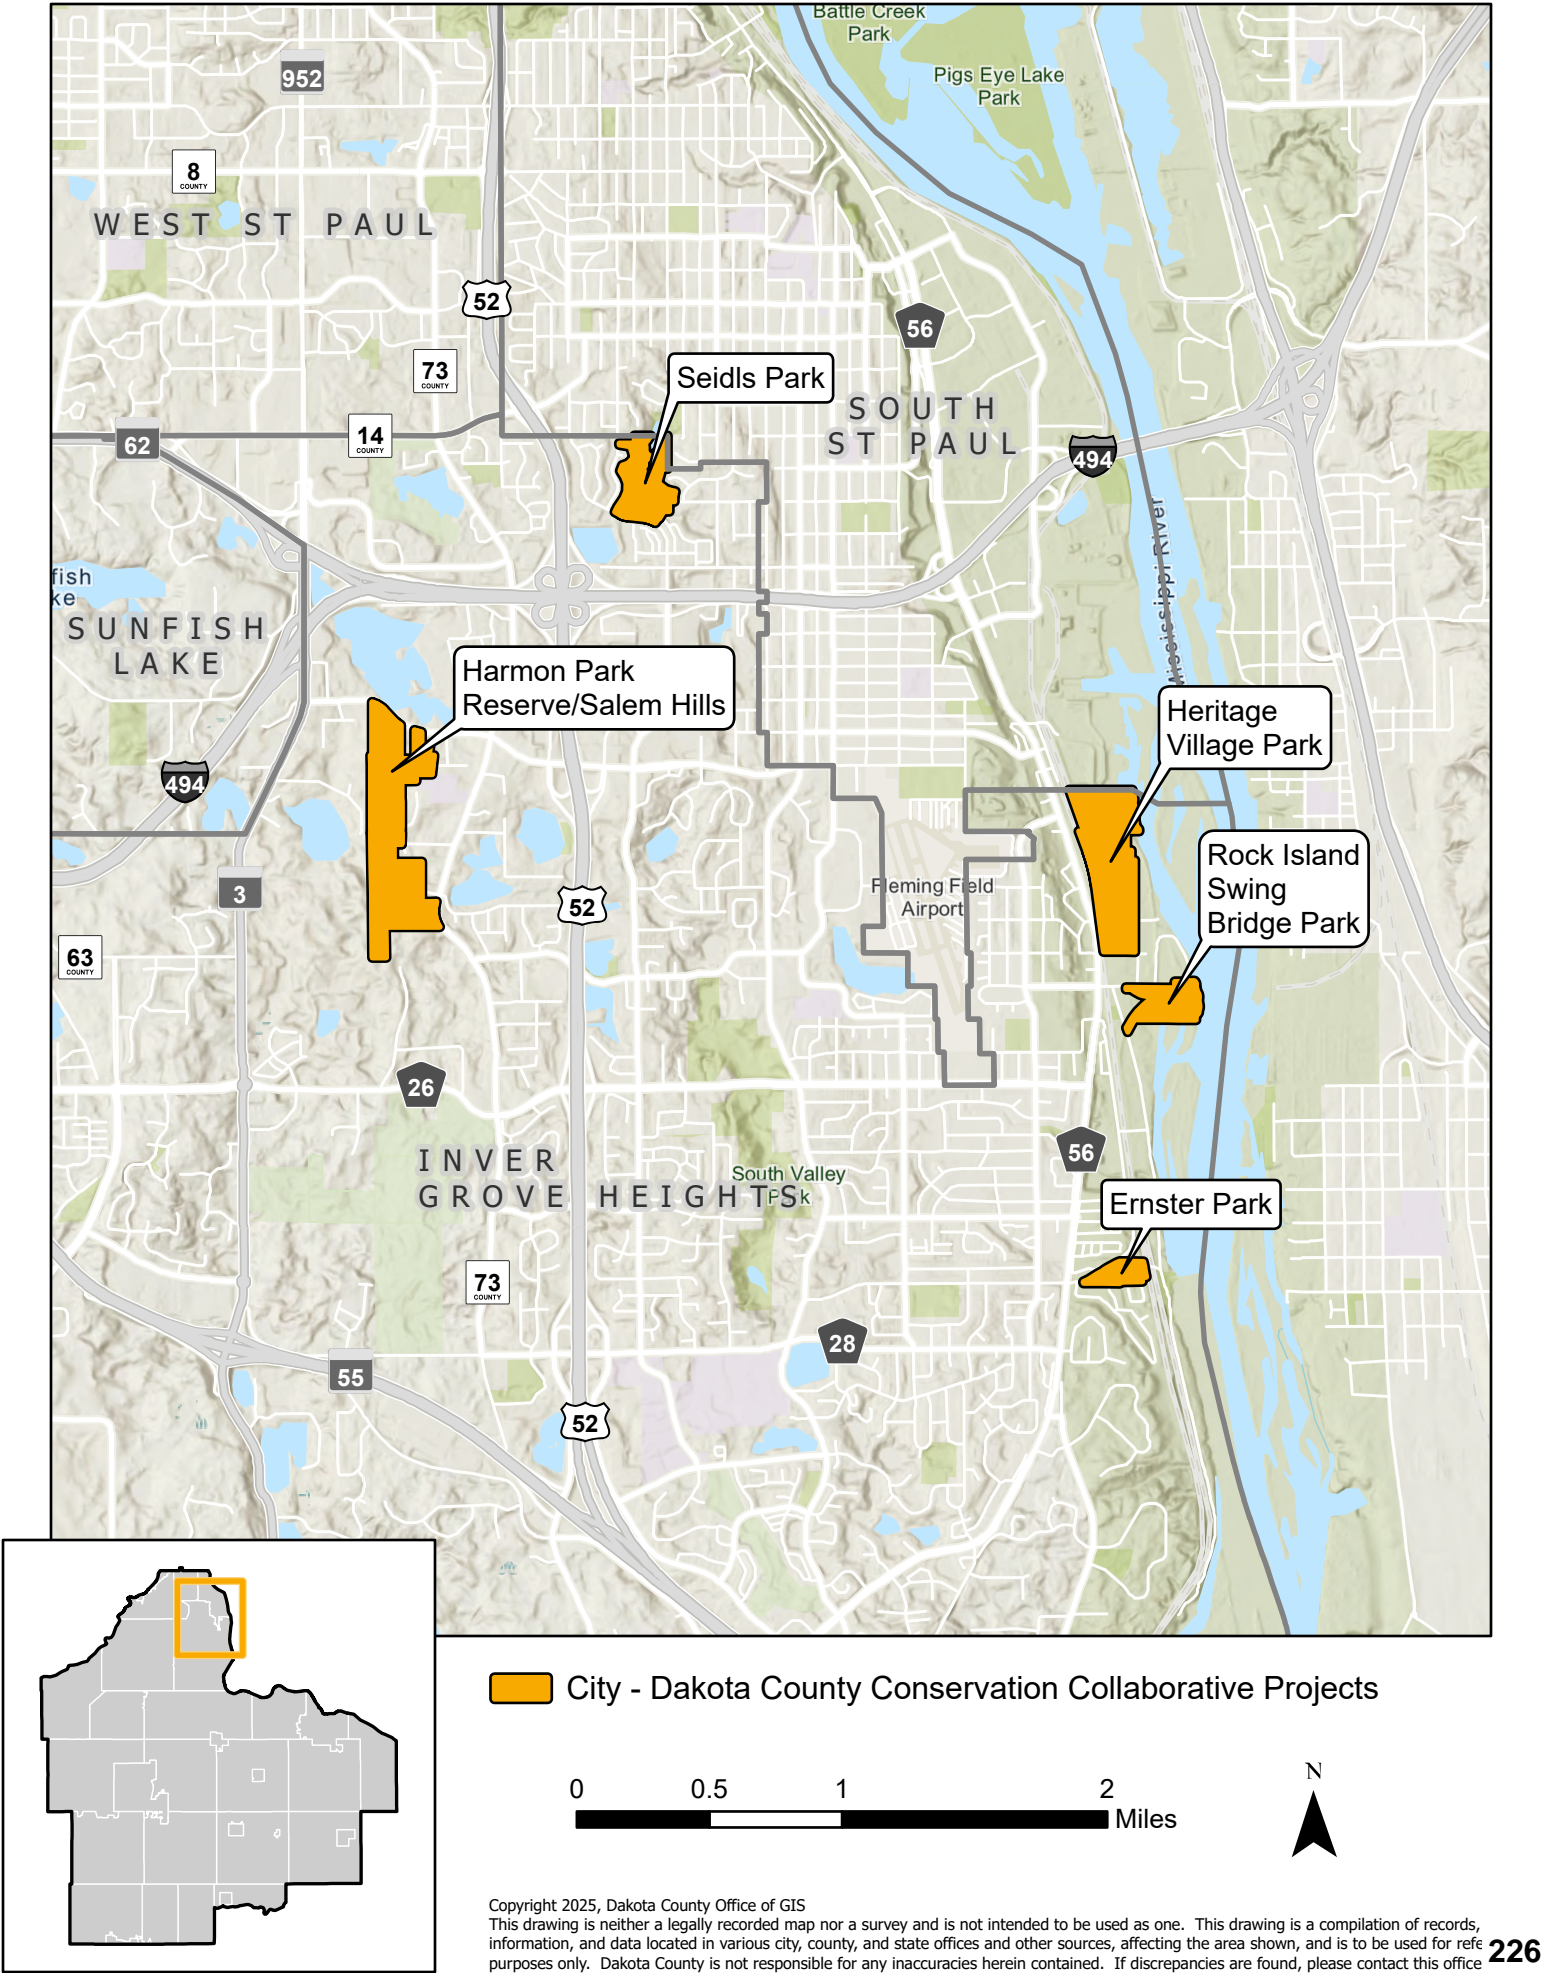 Battle Creek
Park
Pigs Eye Lake
Park
952
8
COUNTY
WEST ST PAUL
52
56
73
COUNTY
Seidls Park
SOUTH
ST PAUL
14
COUNTY
62
494
Mississippi River
fish
ke
SUNFISH
LAKE
Harmon Park
Reserve/Salem Hills
Heritage
Village Park
494
Rock Island
Swing
Bridge Park
3
Fleming Field
Airport
52
63
COUNTY
26
56
INVER
GROVE HEIGHTS
South Valley
Park
Ernster Park
73
COUNTY
28
55
52
City - Dakota County Conservation Collaborative Projects
0 0.5 1 2
Miles
N
Copyright 2025, Dakota County Office of GIS
This drawing is neither a legally recorded map nor a survey and is not intended to be used as one. This drawing is a compilation of records,
information, and data located in various city, county, and state offices and other sources, affecting the area shown, and is to be used for refe
purposes only. Dakota County is not responsible for any inaccuracies herein contained. If discrepancies are found, please contact this office
226